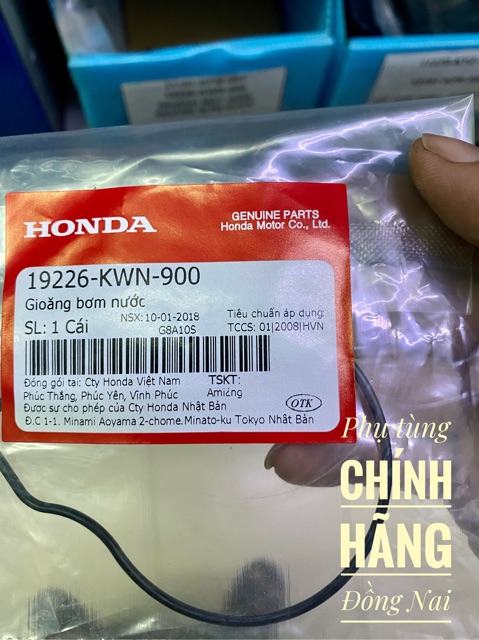 HONDA
GENUINE PARTS
Honda Motor Co., Ltd.
19226-KWN-900
Gioăng bơm nước
NSX: 10-01-2018
Tiêu chuẩn áp dụng:
SL: 1 Cái
G8A10S
TCCS: 01|2008|HVN
Đóng gói tại: Cty Honda Việt Nam
TSKT:
Phúc Thắng, Phúc Yên, Vĩnh Phúc
Amiăng
OTK
Được sự cho phép của Cty Honda Nhật Bản
Đ.C 1-1. Minami Aoyama 2-chome.Minato-ku Tokyo Nhật Bản
Phụ tùng
CHÍNH
HÃNG
Đồng Nai